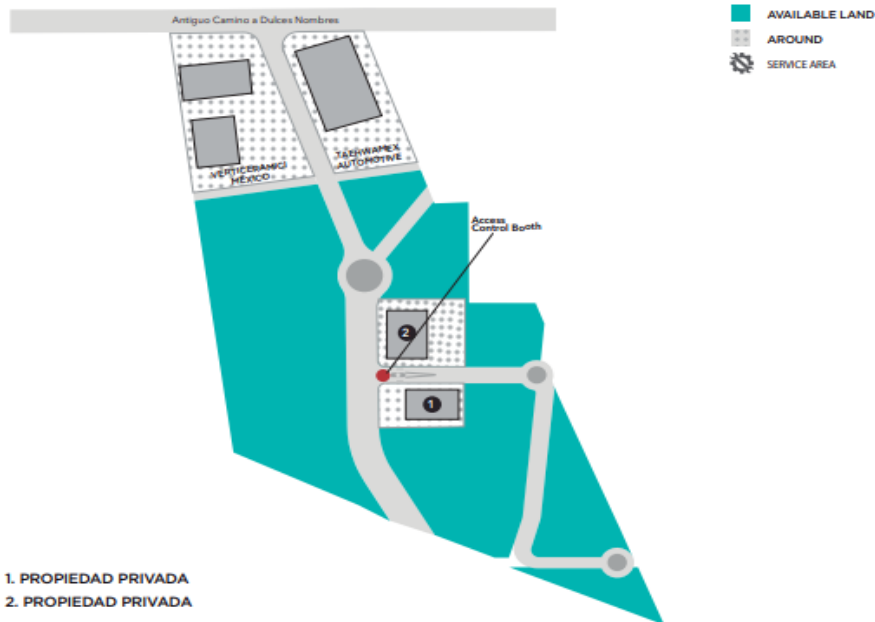 Antiguo Camino a Dulces Nombres
AVAILABLE LAND
AROUND
SERVICE AREA
VERTICERAMICI
MÉXICO
TAEHWAMEX
AUTOMOTIVE
Access
Control Booth
2
1
1. PROPIEDAD PRIVADA
2. PROPIEDAD PRIVADA